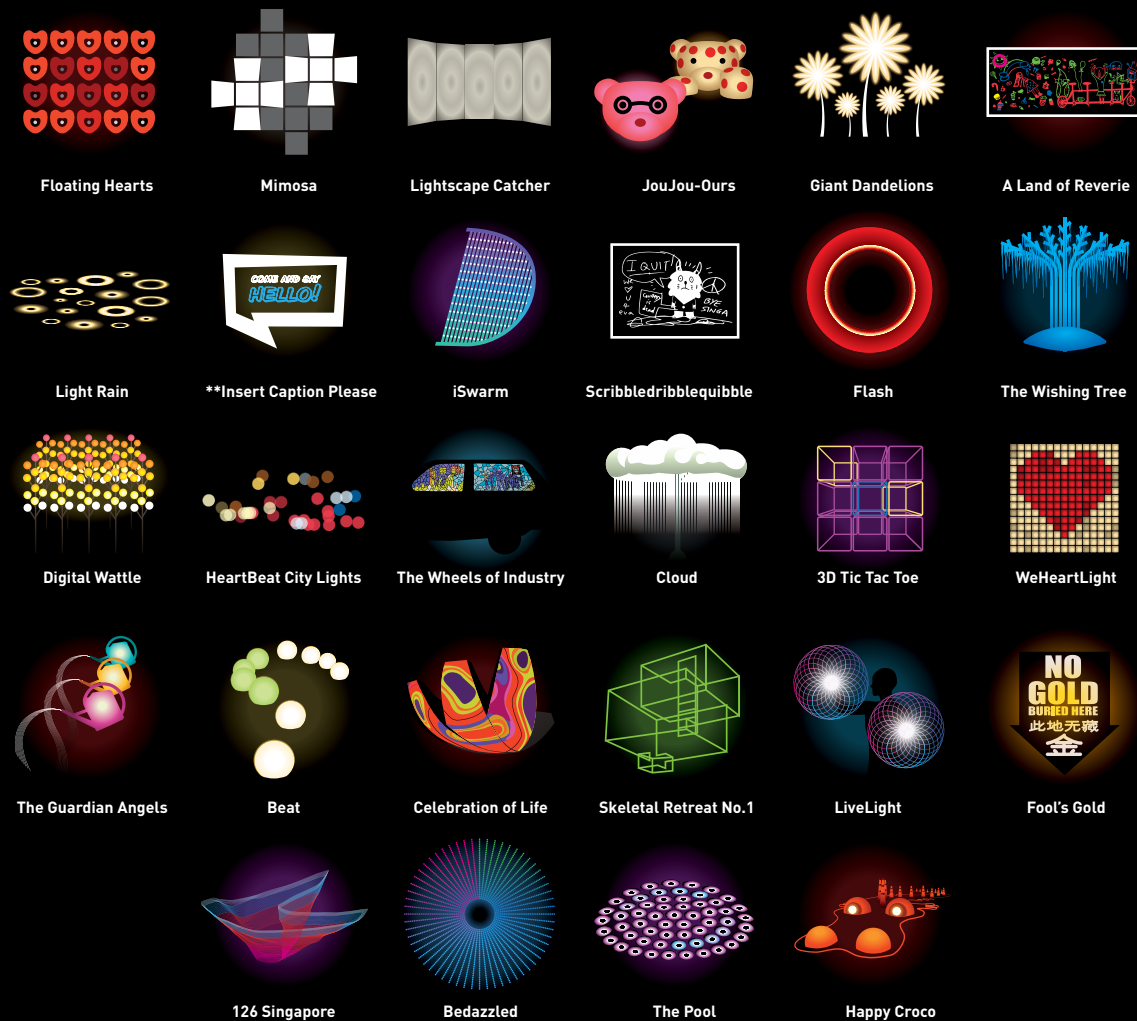 Floating Hearts
Mimosa
Lightscape Catcher
JouJou-Ours
Giant Dandelions
A Land of Reverie
COME AND SAY
HELLO!
I QUIT!
BYE
SINGA
Light Rain
**Insert Caption Please
iSwarm
Scribbledribblequibble
Flash
The Wishing Tree
Digital Wattle
HeartBeat City Lights
The Wheels of Industry
Cloud
3D Tic Tac Toe
WeHeartLight
NO
GOLD
BURIED HERE
此地无藏
金
The Guardian Angels
Beat
Celebration of Life
Skeletal Retreat No.1
LiveLight
Fool's Gold
126 Singapore
Bedazzled
The Pool
Happy Croco